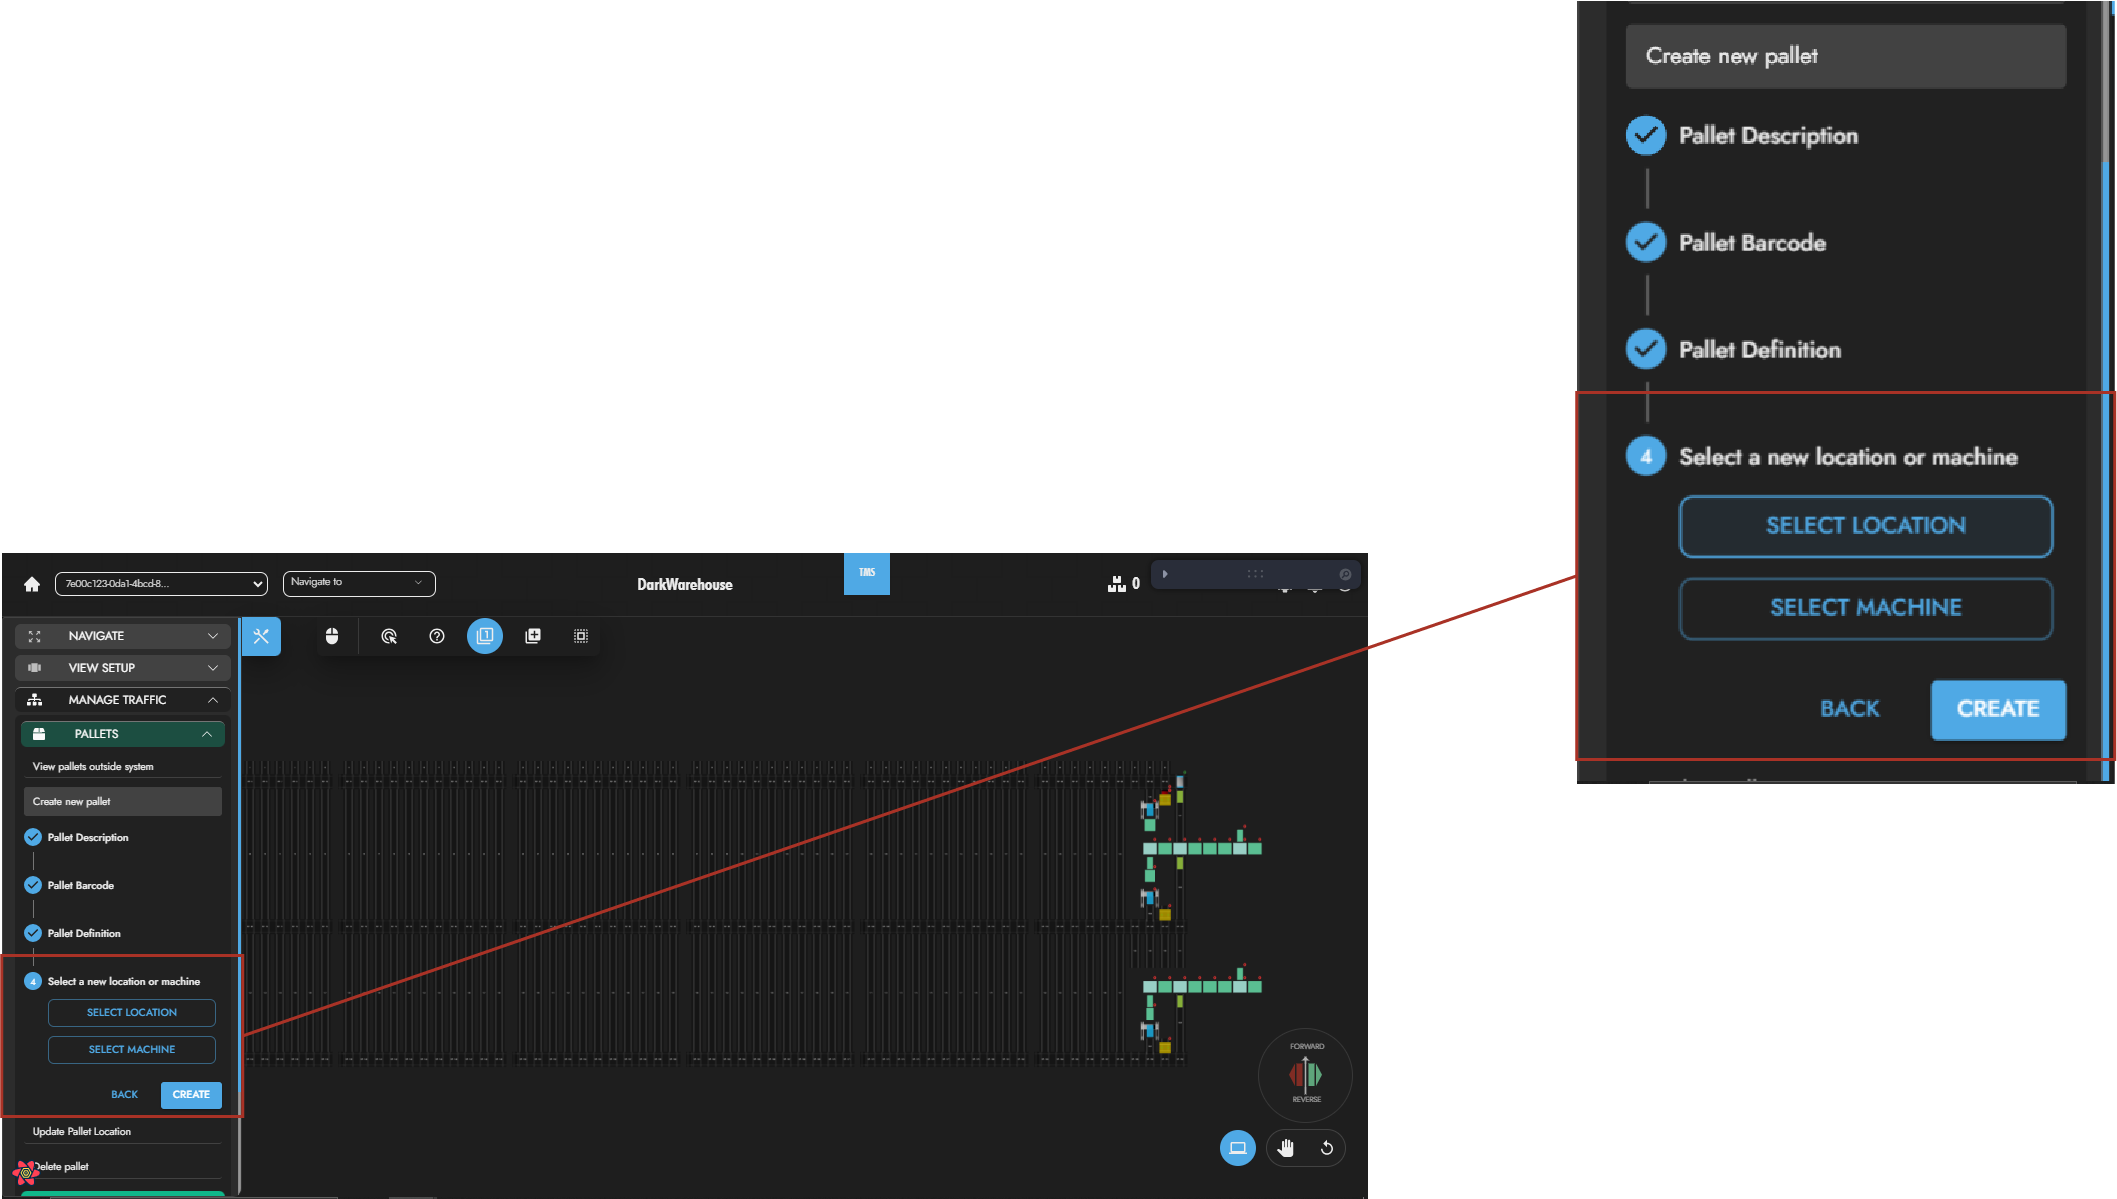 Create new pallet
Pallet Description
Pallet Barcode
Pallet Definition
4 Select a new location or machine
SELECT LOCATION
SELECT MACHINE
BACK CREATE
7e00c123-0da1-4bcd-8... Navigate to DarkWarehouse TMS 0
NAVIGATE
VIEW SETUP
MANAGE TRAFFIC
PALLETS
View pallets outside system
Create new pallet
Pallet Description
Pallet Barcode
Pallet Definition
4 Select a new location or machine
SELECT LOCATION
SELECT MACHINE
BACK CREATE
Update Pallet Location
Delete pallet
1
FORWARD
REVERSE